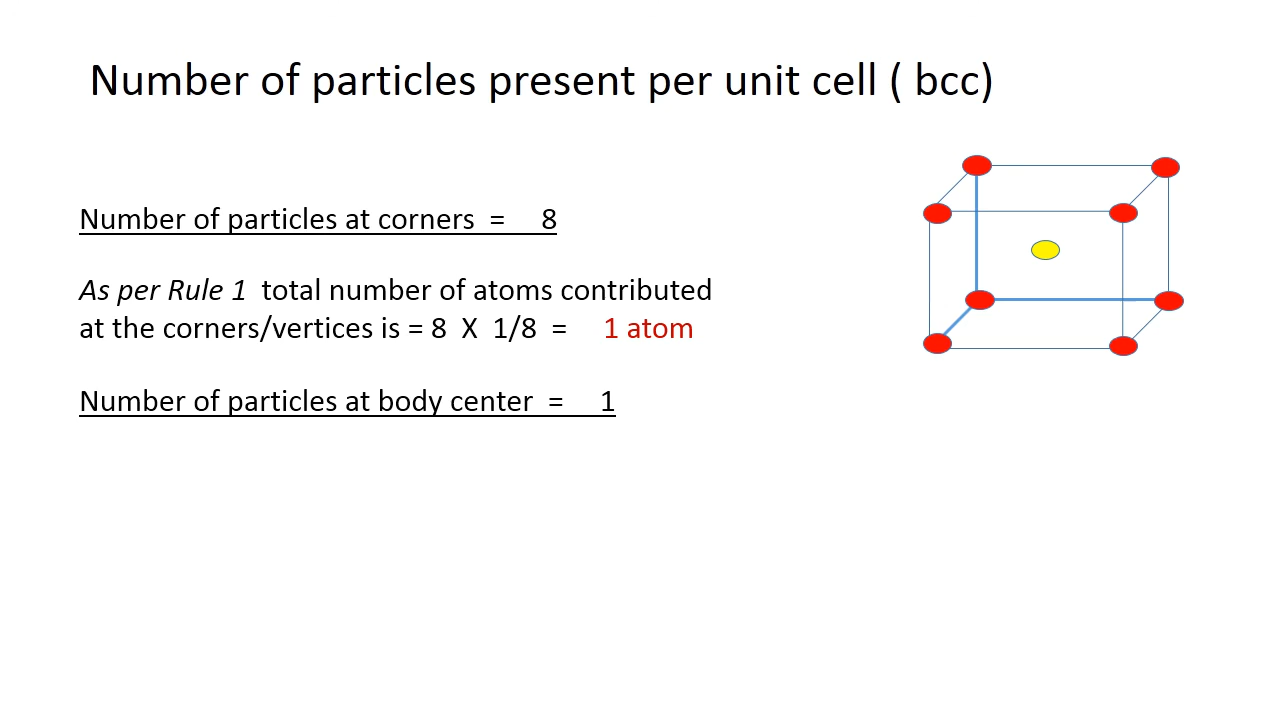 Number of particles present per unit cell ( bcc)
Number of particles at corners = 8
As per Rule 1 total number of atoms contributed
at the corners/vertices is = 8 X 1/8 = 1 atom
Number of particles at body center = 1